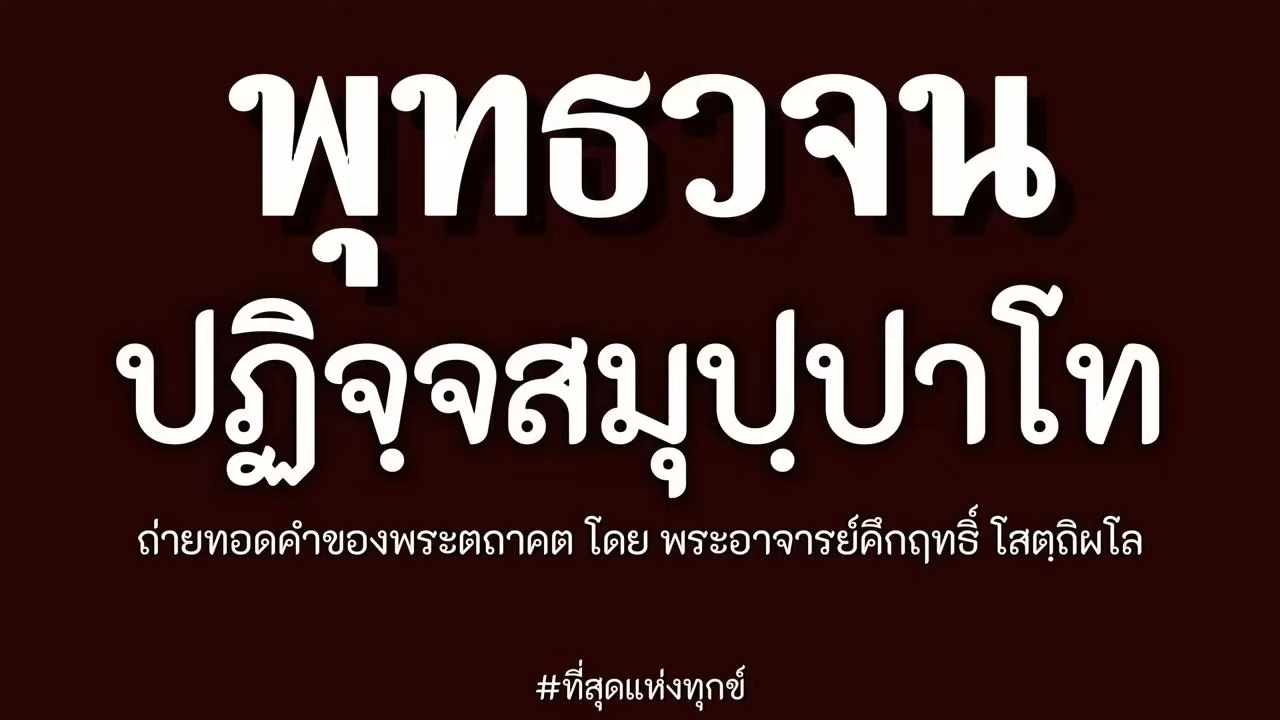 พุทธวจน
ปฏิจฺจสมุปฺปาโท
ถ่ายทอดคำของพระตถาคต โดย พระอาจารย์คึกฤทธิ์ โสตฺถิผโล
#ที่สุดแห่งทุกข์